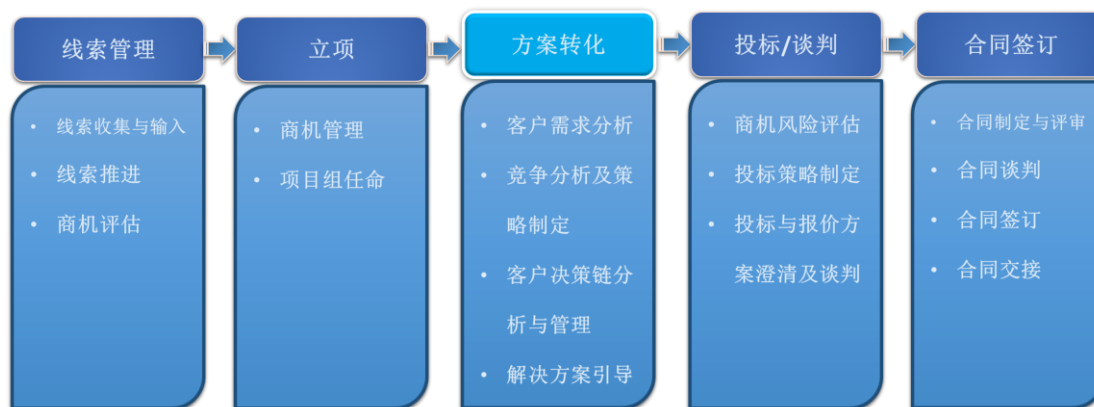 线索管理
立项
方案转化
投标/谈判
合同签订
• 线索收集与输入
• 线索推进
• 商机评估
• 商机管理
• 项目组任命
• 客户需求分析
• 竞争分析及策
略制定
• 客户决策链分
析与管理
• 解决方案引导
• 商机风险评估
• 投标策略制定
• 投标与报价方
案澄清及谈判
• 合同制定与评审
• 合同谈判
• 合同签订
• 合同交接